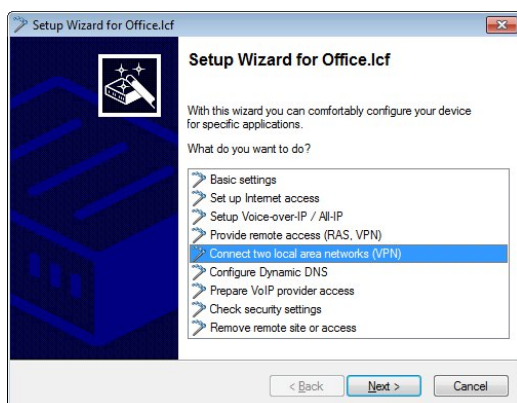 Setup Wizard for Office.lcf
Setup Wizard for Office.lcf
With this wizard you can comfortably configure your device
for specific applications.
What do you want to do?
Basic settings
Set up Internet access
Setup Voice-over-IP / All-IP
Provide remote access (RAS, VPN)
Connect two local area networks (VPN)
Configure Dynamic DNS
Prepare VoIP provider access
Check security settings
Remove remote site or access
< Back Next > Cancel